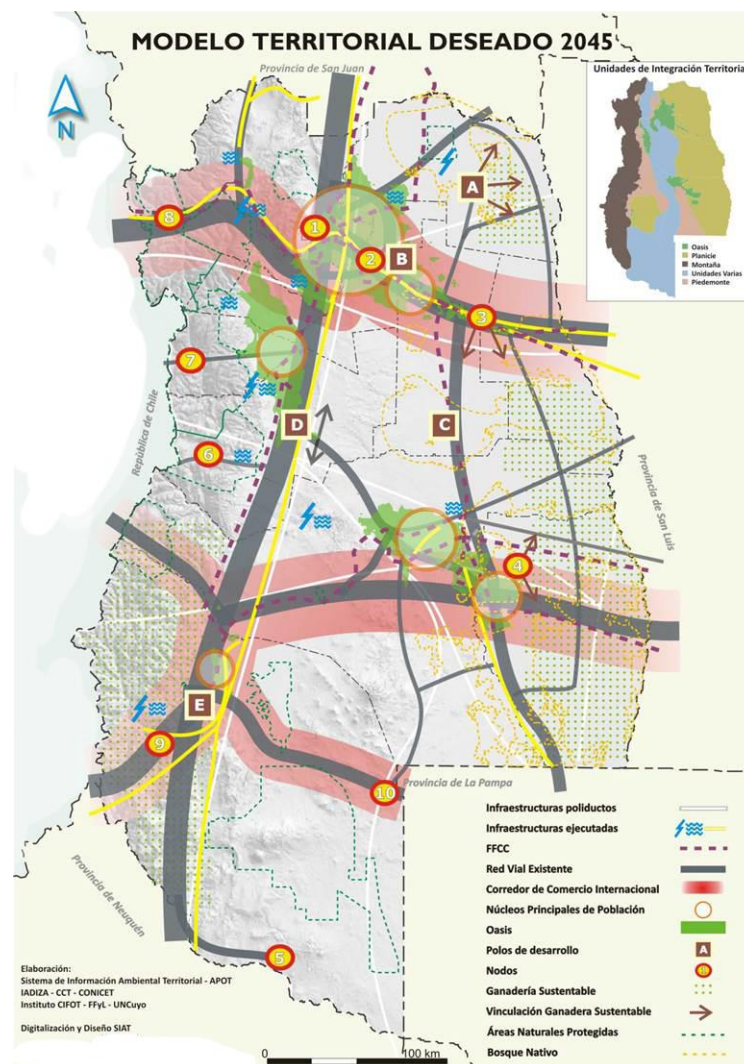 MODELO TERRITORIAL DESEADO 2045
Provincia de San Juan
N
Unidades de Integración Territoria
Oasis
Planicie
Montaña
Unidades Varias
Piedemonte
A
8
1
2
B
3
7
D
C
6
República de Chile
Provincia de San Luis
4
E
9
10
Provincia de La Pampa
Provincia de Neuquén
5
Infraestructuras poliductos
Infraestructuras ejecutadas
FFCC
Red Vial Existente
Corredor de Comercio Internacional
Núcleos Principales de Población
Oasis
Polos de desarrollo
A
Nodos
Ganadería Sustentable
Vinculación Ganadera Sustentable
Áreas Naturales Protegidas
Bosque Nativo
Elaboración:
Sistema de Información Ambiental Territorial - APOT
IADIZA - CCT - CONICET
Instituto CIFOT - FFyL - UNCuyo
Digitalización y Diseño SIAT
0
100 km